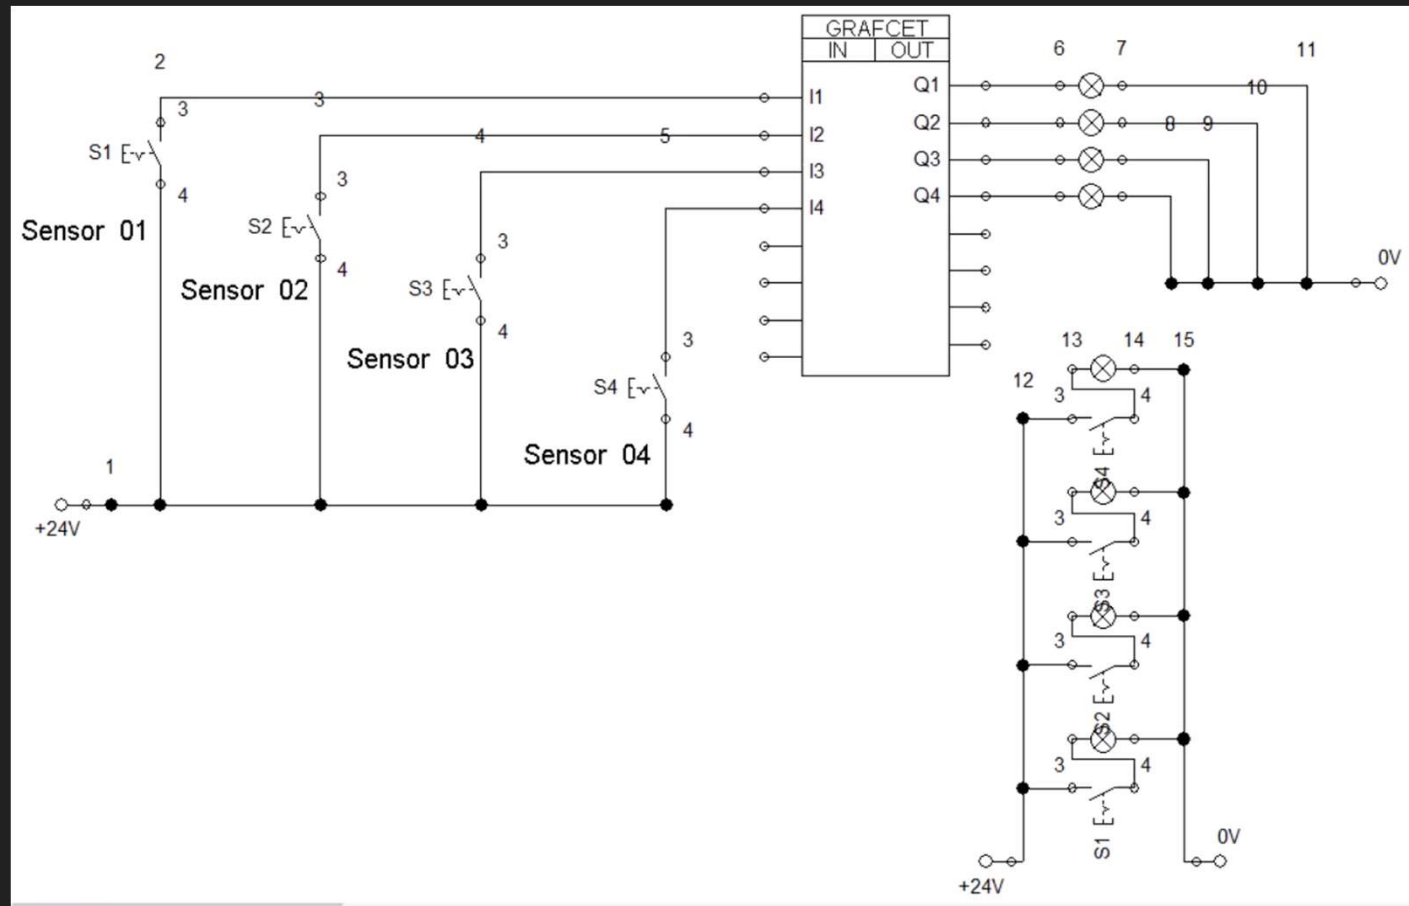 GRAFCET
IN OUT
2
6 7 11
3 3 I1 Q1 10
S1 4 5 I2 Q2 8 9
4 3 I3 Q3
Sensor 01 S2 I4 Q4
4 3
Sensor 02 S3 0V
4
Sensor 03 3 13 14 15
S4 12 3 4
4
Sensor 04
1 S4
+24V 3 4
S3
3 4
S2
3 4
S1 0V
+24V